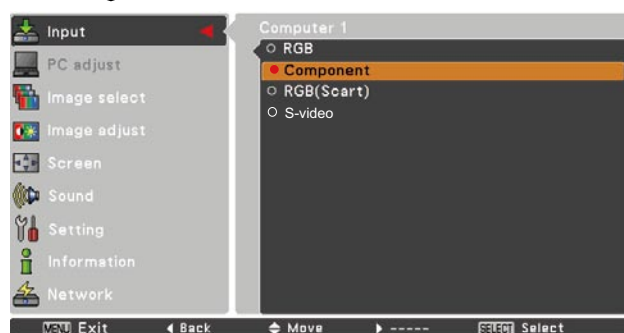 Input
PC adjust
Image select
Image adjust
Screen
Sound
Setting
Information
Network
Computer 1
RGB
Component
RGB(Scart)
S-video
MENU Exit Back Move ----- SELECT Select